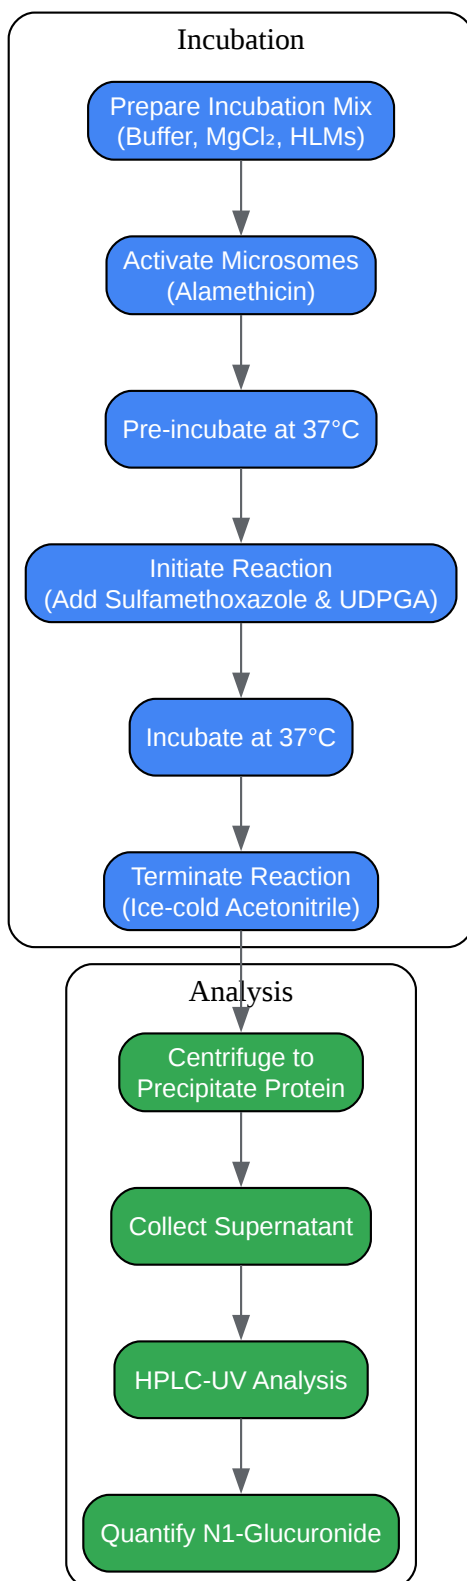 Incubation
Prepare Incubation Mix
(Buffer, MgCl₂, HLMs)
Activate Microsomes
(Alamethicin)
Pre-incubate at 37°C
Initiate Reaction
(Add Sulfamethoxazole & UDPGA)
Incubate at 37°C
Terminate Reaction
(Ice-cold Acetonitrile)
Analysis
Centrifuge to
Precipitate Protein
Collect Supernatant
HPLC-UV Analysis
Quantify N1-Glucuronide